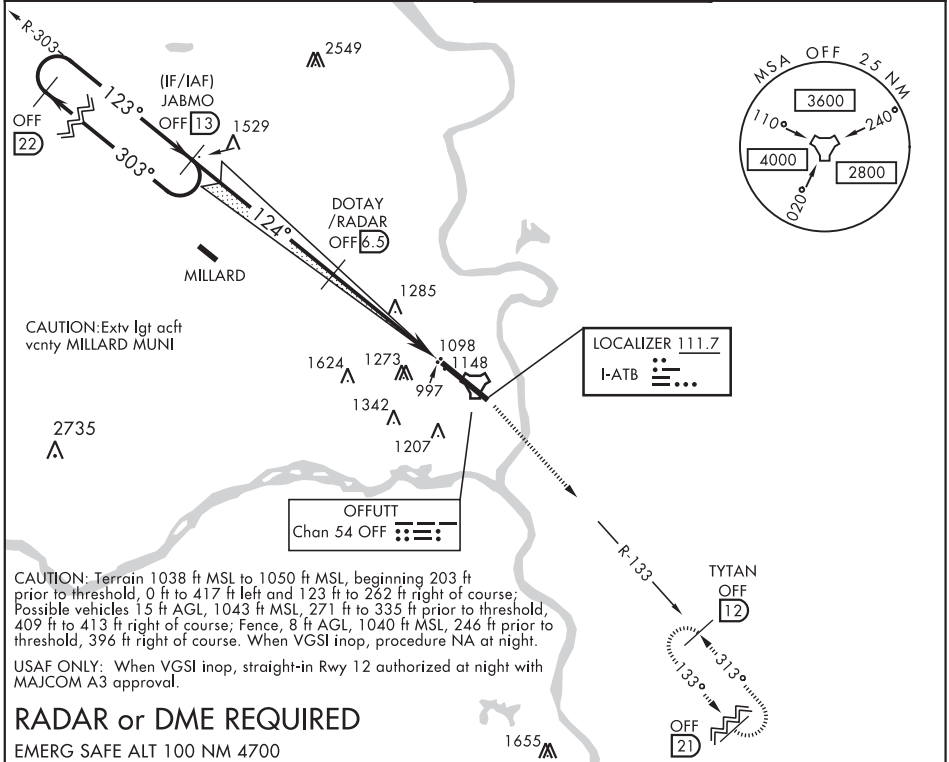 R-303
2549
(IF/IAF)
JABMO
OFF 13
123°
1529
OFF
22
303°
MSA OFF 25 NM
3600
110°
240°
4000
2800
020°
DOTAY
/RADAR
OFF 6.5
124°
MILLARD
1285
CAUTION:Extv lgt acft
vcnty MILLARD MUNI
1098
1624
1273
1148
997
LOCALIZER 111.7
I-ATB
1342
2735
1207
OFFUTT
Chan 54 OFF
R-133
TYTAN
OFF
12
CAUTION: Terrain 1038 ft MSL to 1050 ft MSL, beginning 203 ft
prior to threshold, 0 ft to 417 ft left and 123 ft to 262 ft right of course;
Possible vehicles 15 ft AGL, 1043 MSL, 271 ft to 335 ft prior to threshold,
409 ft to 413 ft right of course; Fence, 8 ft AGL, 1040 ft MSL, 246 ft prior to
threshold, 396 ft right of course. When VGSI inop, procedure NA at night.
USAF ONLY: When VGSI inop, straight-in Rwy 12 authorized at night with
MAJCOM A3 approval.
313°
133°
OFF
21
RADAR or DME REQUIRED
EMERG SAFE ALT 100 NM 4700
1655